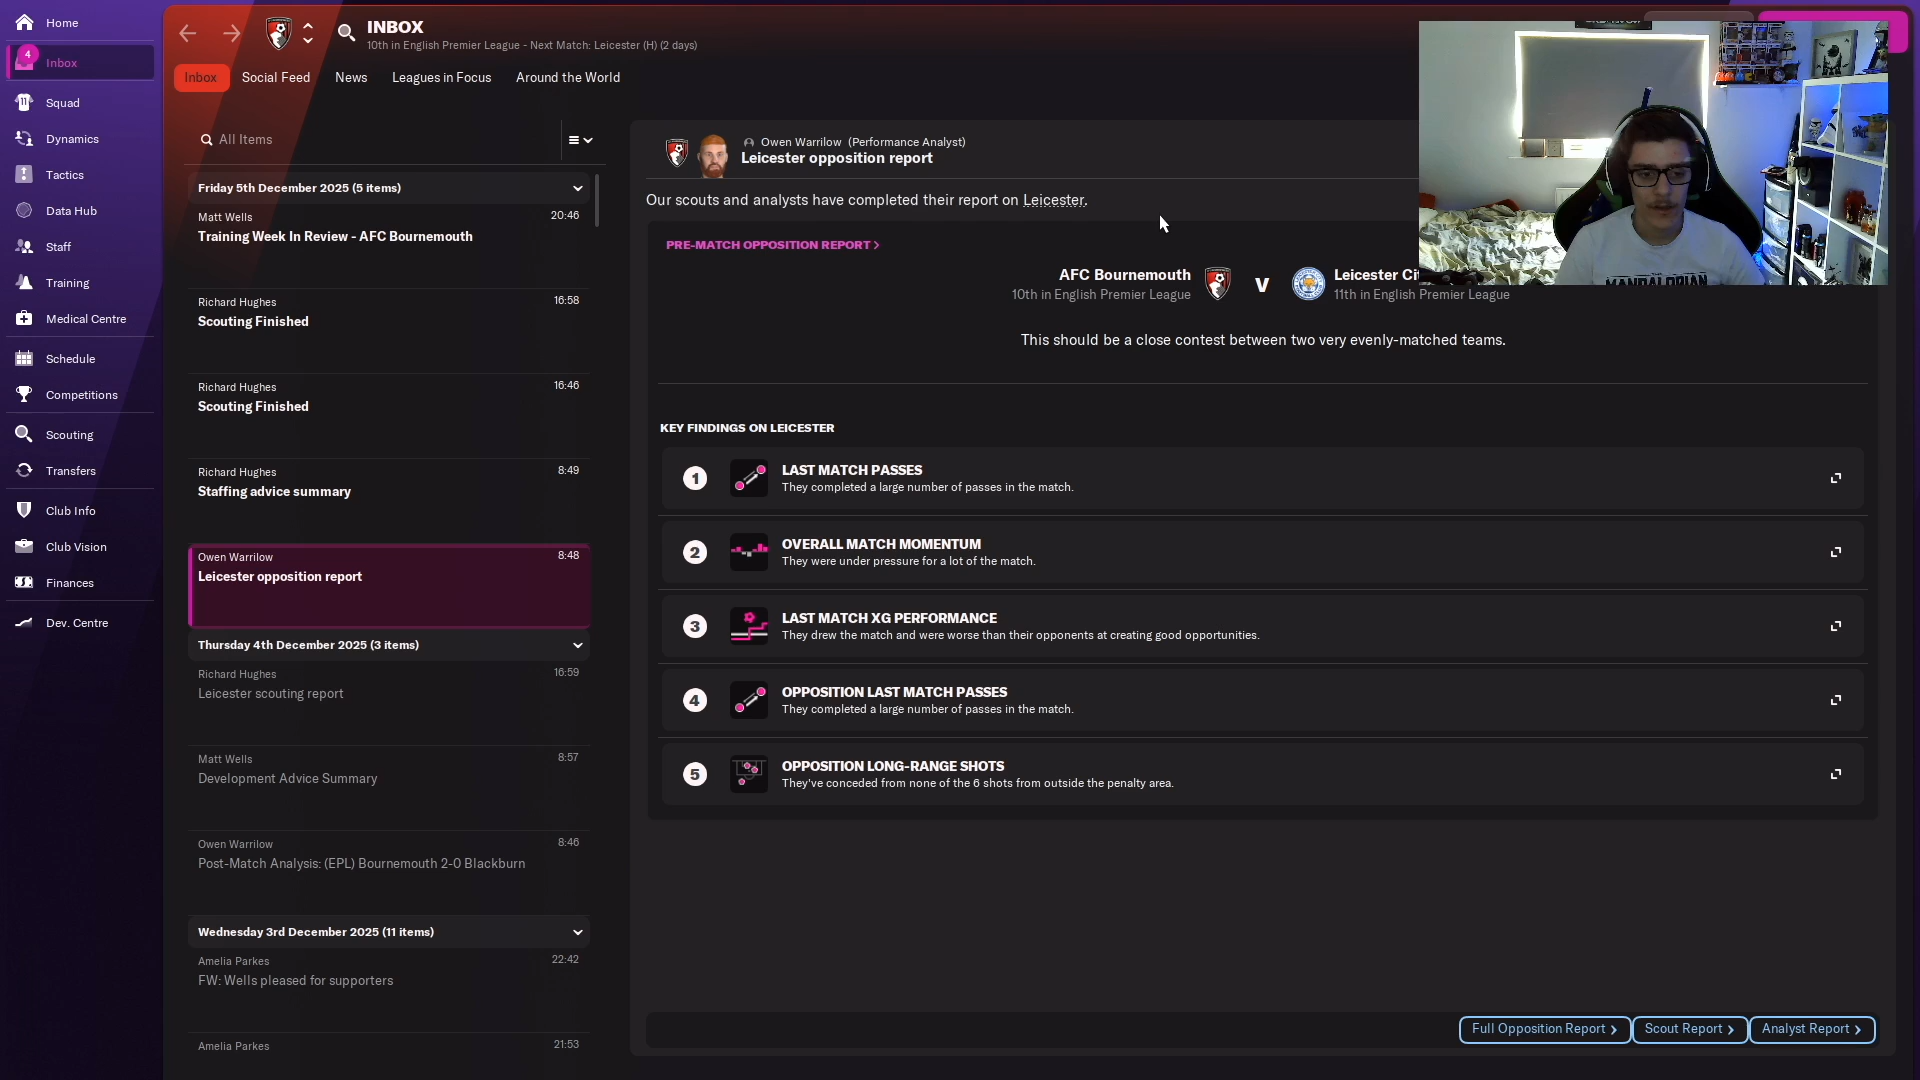 Home
4
Inbox
Squad
Dynamics
Tactics
Data Hub
Staff
Training
Medical Centre
Schedule
Competitions
Scouting
Transfers
Club Info
Club Vision
Finances
Dev. Centre
INBOX
10th in English Premier League - Next Match: Leicester (H) (2 days)
Inbox
Social Feed
News
Leagues in Focus
Around the World
All Items
Friday 5th December 2025 (5 items)
Matt Wells 20:46
Training Week In Review - AFC Bournemouth
Richard Hughes 16:58
Scouting Finished
Richard Hughes 16:46
Scouting Finished
Richard Hughes 8:49
Staffing advice summary
Owen Warrilow 8:48
Leicester opposition report
Thursday 4th December 2025 (3 items)
Richard Hughes 16:59
Leicester scouting report
Matt Wells 8:57
Development Advice Summary
Owen Warrilow 8:46
Post-Match Analysis: (EPL) Bournemouth 2-0 Blackburn
Wednesday 3rd December 2025 (11 items)
Amelia Parkes 22:42
FW: Wells pleased for supporters
Amelia Parkes 21:53
Owen Warrilow (Performance Analyst)
Leicester opposition report
Our scouts and analysts have completed their report on Leicester.
PRE-MATCH OPPOSITION REPORT >
AFC Bournemouth v Leicester
10th in English Premier League 11th in English Premier League
This should be a close contest between two very evenly-matched teams.
KEY FINDINGS ON LEICESTER
1 LAST MATCH PASSES
They completed a large number of passes in the match.
2 OVERALL MATCH MOMENTUM
They were under pressure for a lot of the match.
3 LAST MATCH XG PERFORMANCE
They drew the match and were worse than their opponents at creating good opportunities.
4 OPPOSITION LAST MATCH PASSES
They completed a large number of passes in the match.
5 OPPOSITION LONG-RANGE SHOTS
They've conceded from none of the 6 shots from outside the penalty area.
Full Opposition Report > Scout Report > Analyst Report >
MANDALORIAN